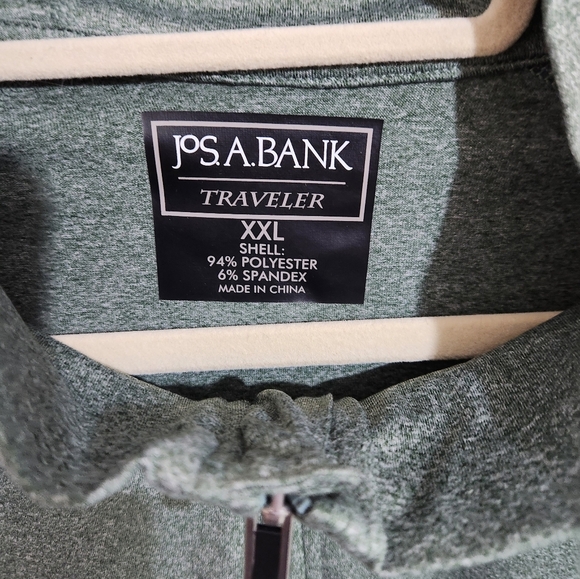 JOS. A. BANK
TRAVELER
XXL
SHELL:
94% POLYESTER
6% SPANDEX
MADE IN CHINA